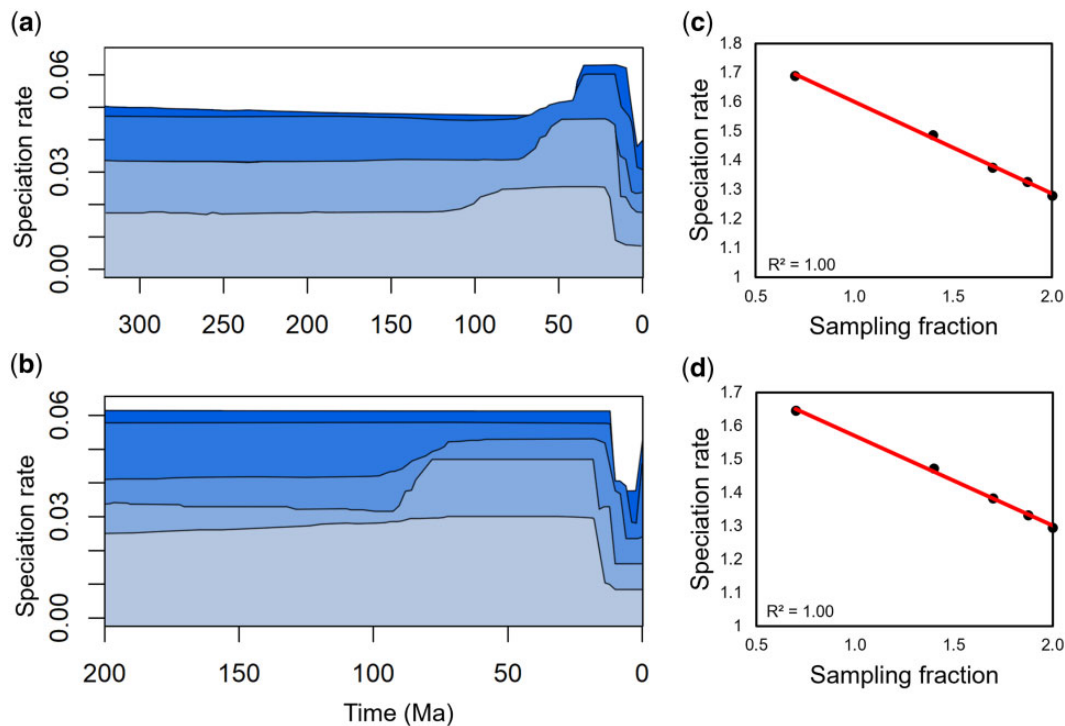 (a)
Speciation rate
0.06
0.03
0.00
300 250 200 150 100 50 0
(c)
Speciation rate
1.8
1.7
1.6
1.5
1.4
1.3
1.2
1.1
1
R² = 1.00
0.5 1.0 1.5 2.0
Sampling fraction
(b)
Speciation rate
0.06
0.03
0.00
200 150 100 50 0
Time (Ma)
(d)
Speciation rate
1.7
1.6
1.5
1.4
1.3
1.2
1.1
1
R² = 1.00
0.5 1.0 1.5 2.0
Sampling fraction